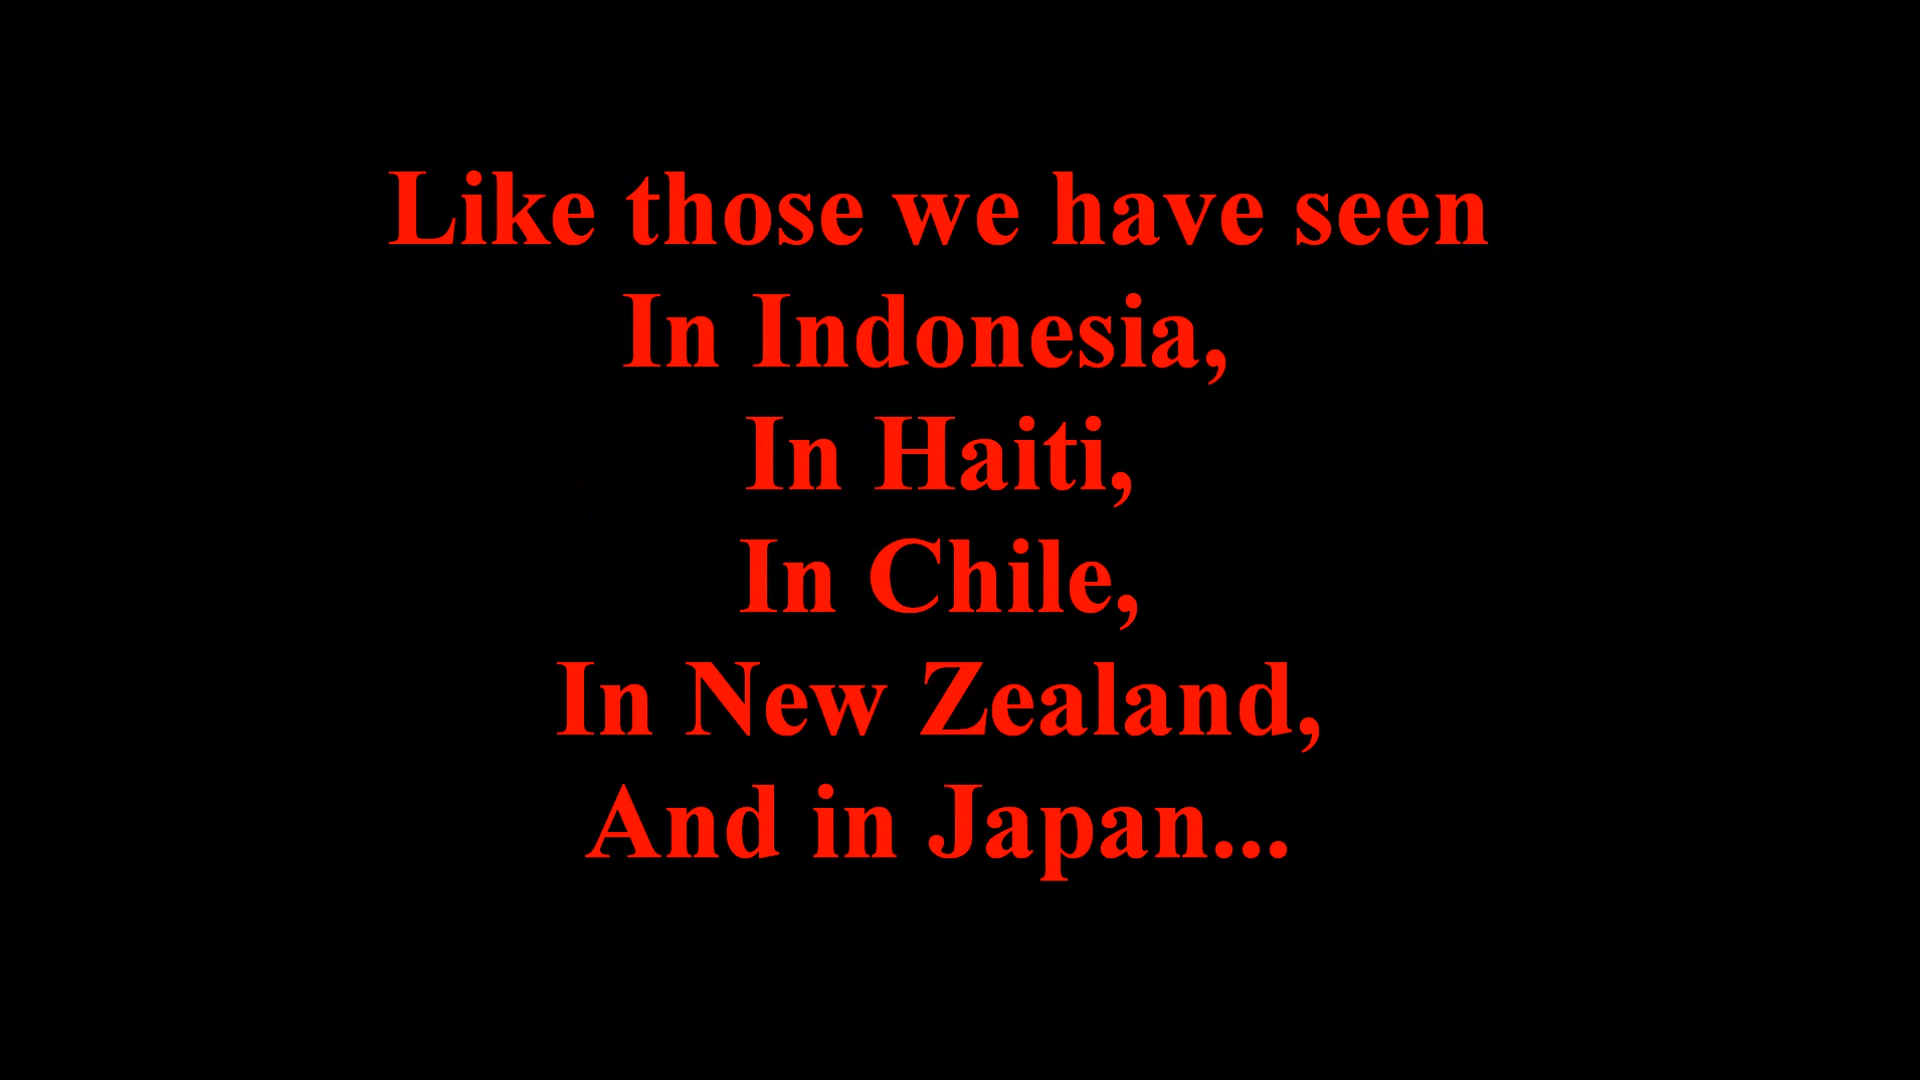 Like those we have seen
In Indonesia,
In Haiti,
In Chile,
In New Zealand,
And in Japan...